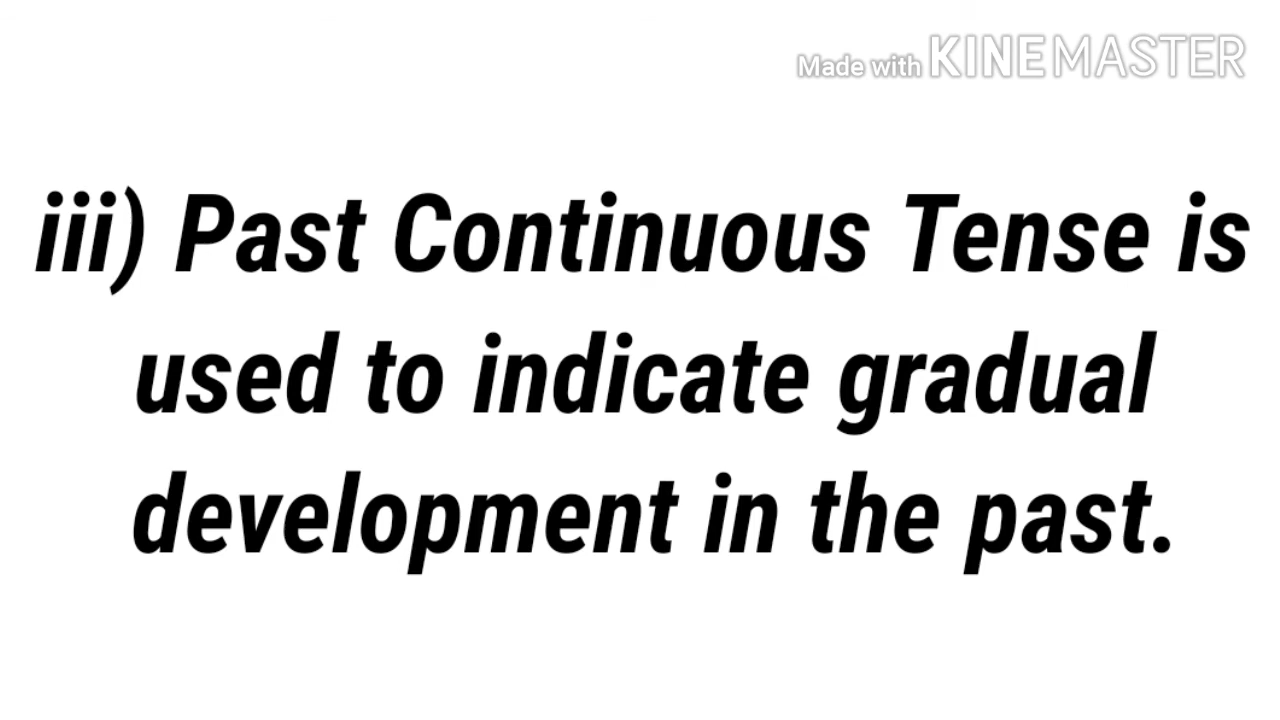 Made with KINEMASTER
iii) Past Continuous Tense is
used to indicate gradual
development in the past.